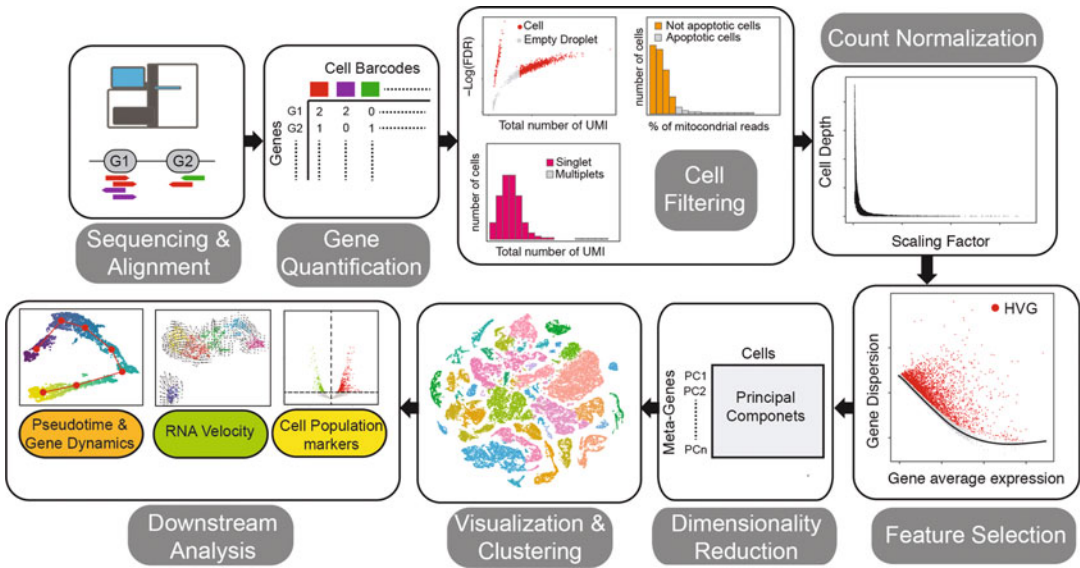 G1
G2
Sequencing &
Alignment
Cell Barcodes
Genes
G1 2 2 0
G2 1 0 1
Gene
Quantification
−Log(FDR)
Cell
Empty Droplet
Total number of UMI
number of cells
Not apoptotic cells
Apoptotic cells
% of mitocondrial reads
number of cells
Singlet
Multiplets
Total number of UMI
Cell
Filtering
Count Normalization
Cell Depth
Scaling Factor
Gene Dispersion
HVG
Gene average expression
Feature Selection
Cells
Meta-Genes
PC1
PC2
PCn
Principal
Componets
Dimensionality
Reduction
Visualization &
Clustering
Pseudotime &
Gene Dynamics
RNA Velocity
Cell Population
markers
Downstream
Analysis